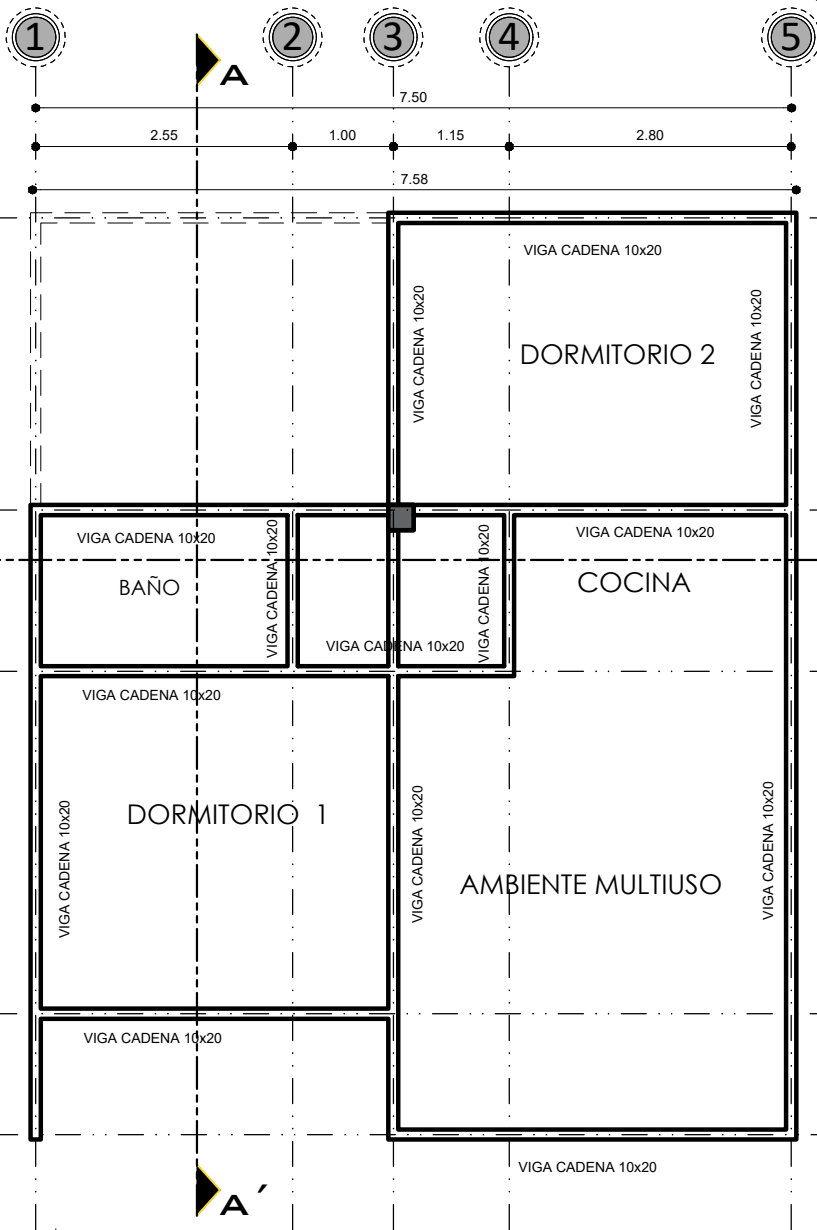 1 2 3 4 5
A
7.50
2.55 1.00 1.15 2.80
7.58
VIGA CADENA 10x20
VIGA CADENA 10x20
VIGA CADENA 10x20
DORMITORIO 2
VIGA CADENA 10x20
VIGA CADENA 10x20
VIGA CADENA 10x20
VIGA CADENA 10x20
BAÑO
COCINA
VIGA CADENA 10x20
VIGA CADENA 10x20
DORMITORIO 1
VIGA CADENA 10x20
VIGA CADENA 10x20
VIGA CADENA 10x20
AMBIENTE MULTIUSO
VIGA CADENA 10x20
VIGA CADENA 10x20
A´